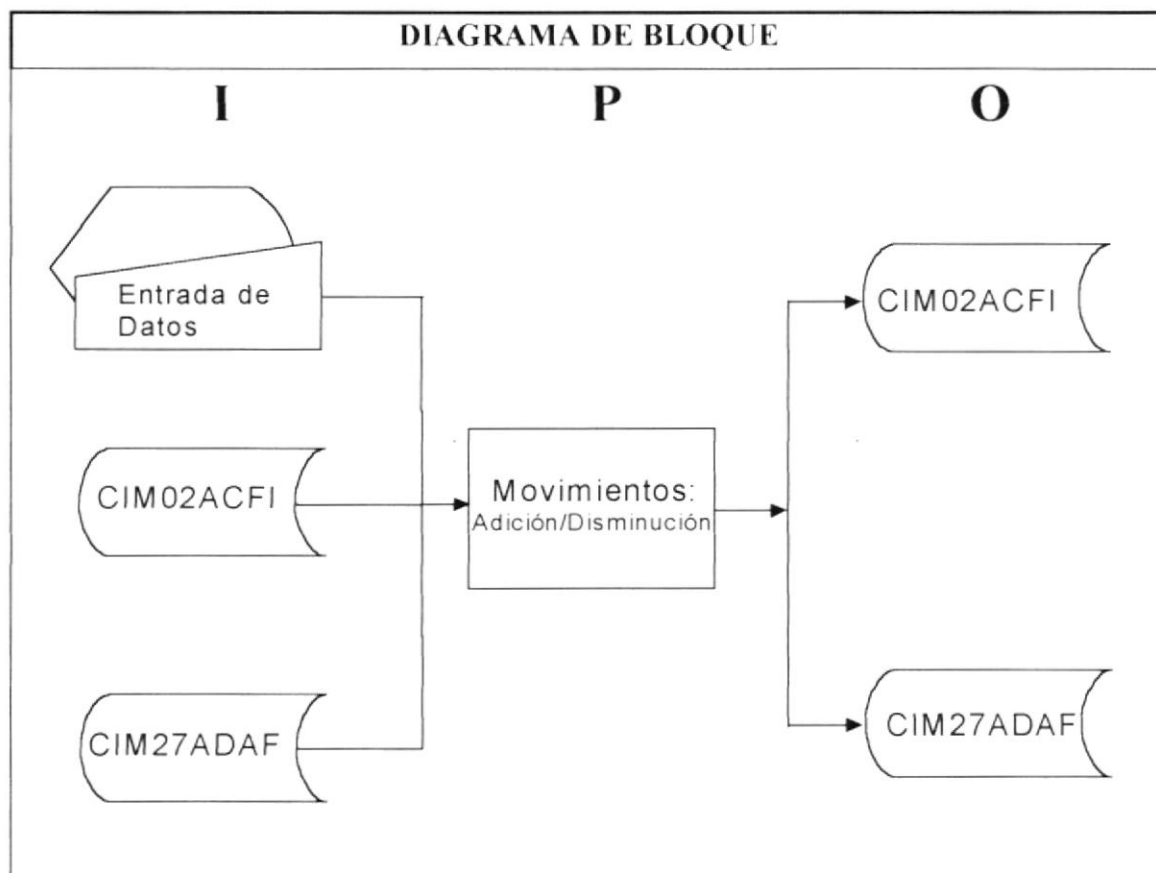 DIAGRAMA DE BLOQUE
I P O
Entrada de
Datos
CIM02ACFI
CIM27ADAF
Movimientos:
Adición/Disminución
CIM02ACFI
CIM27ADAF